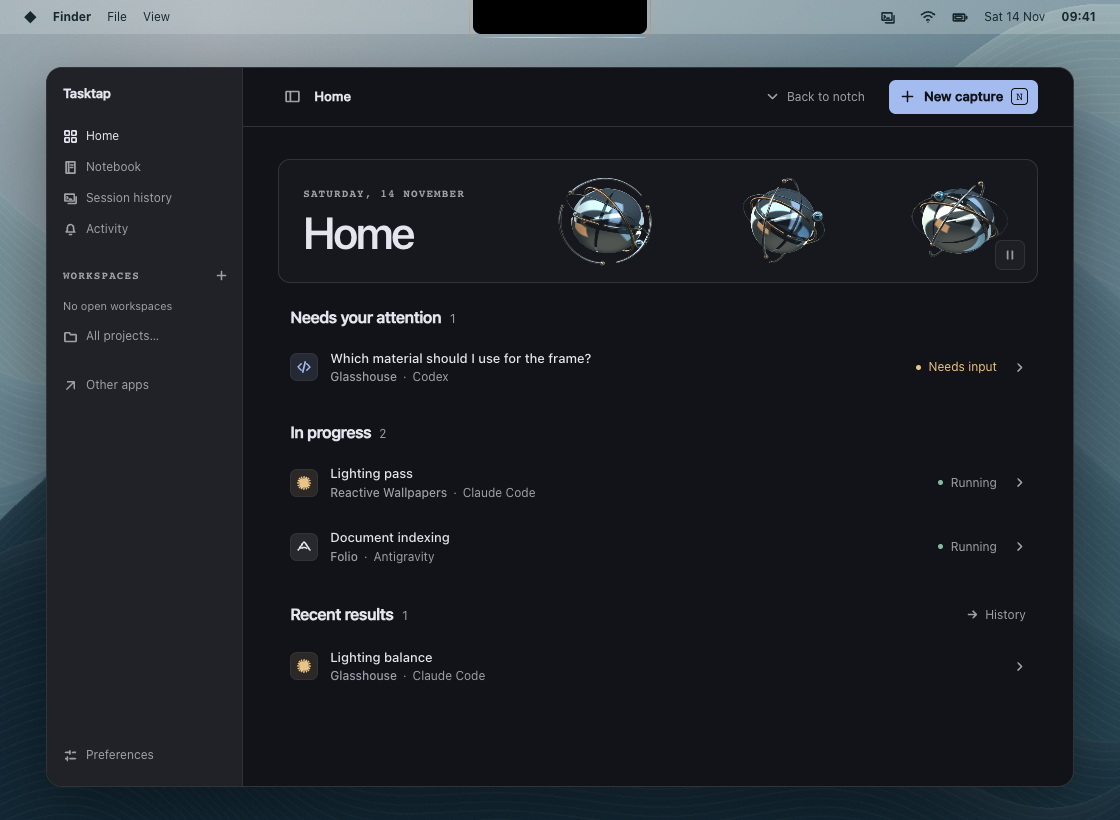 Finder File View Sat 14 Nov 09:41
Tasktap
Home
Notebook
Session history
Activity
WORKSPACES
No open workspaces
All projects...
Other apps
Preferences
Home Back to notch New capture N
SATURDAY, 14 NOVEMBER
Home
Needs your attention 1
Which material should I use for the frame?
Glasshouse · Codex
Needs input
In progress 2
Lighting pass
Reactive Wallpapers · Claude Code
Running
Document indexing
Folio · Antigravity
Running
Recent results 1 History
Lighting balance
Glasshouse · Claude Code